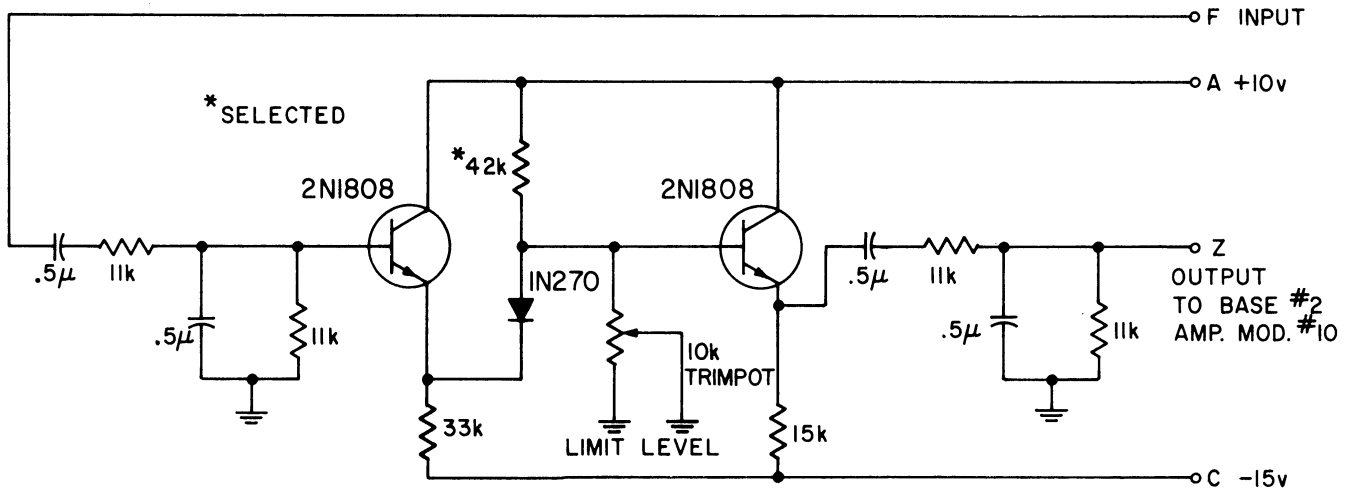 F INPUT
A +10v
*SELECTED
*42k
2N1808
2N1808
.5μ
11k
1N270
.5μ
11k
Z
OUTPUT
TO BASE #2
AMP. MOD. #10
.5μ
11k
10k
TRIMPOT
.5μ
11k
33k
LIMIT LEVEL
15k
C -15v